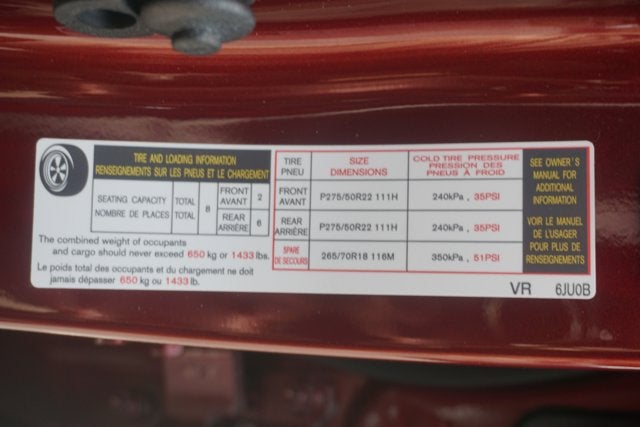 TIRE AND LOADING INFORMATION
RENSEIGNEMENTS SUR LES PNEUS ET LE CHARGEMENT
SEATING CAPACITY TOTAL 8 FRONT AVANT 2
NOMBRE DE PLACES TOTAL REAR ARRIÈRE 6
The combined weight of occupants
and cargo should never exceed 650 kg or 1433 lbs.
Le poids total des occupants et du chargement ne doit
jamais dépasser 650 kg ou 1433 lb.
TIRE PNEU SIZE DIMENSIONS COLD TIRE PRESSURE PRESSION DES PNEUS À FROID
FRONT AVANT P275/50R22 111H 240kPa , 35PSI
REAR ARRIÈRE P275/50R22 111H 240kPa , 35PSI
SPARE DE SECOURS 265/70R18 116M 350kPa , 51PSI
SEE OWNER'S
MANUAL FOR
ADDITIONAL
INFORMATION
VOIR LE MANUEL
DE L'USAGER
POUR PLUS DE
RENSEIGNEMENTS
VR 6JU0B